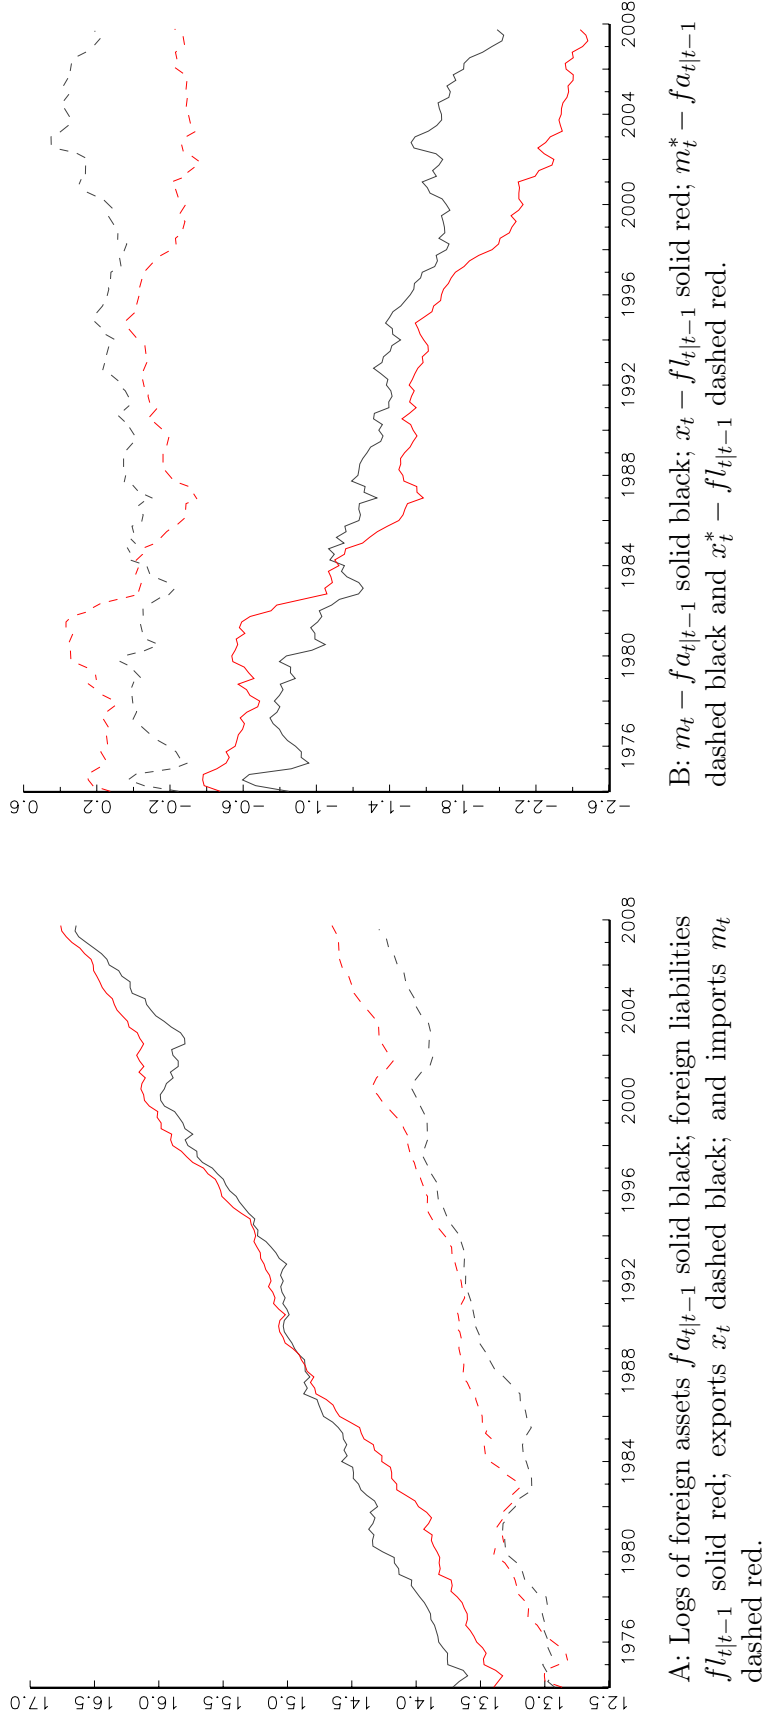 17.0
16.5
16.0
15.5
15.0
14.5
14.0
13.5
13.0
12.5
1976 1980 1984 1988 1992 1996 2000 2004 2008
A: Logs of foreign assets $fa_{t|t-1}$ solid black; foreign liabilities
$fl_{t|t-1}$ solid red; exports $x_t$ dashed black; and imports $m_t$
dashed red.
0.6
0.2
−0.2
−0.6
−1.0
−1.4
−1.8
−2.2
−2.6
1976 1980 1984 1988 1992 1996 2000 2004 2008
B: $m_t - fa_{t|t-1}$ solid black; $x_t - fl_{t|t-1}$ solid red; $m_t^* - fa_{t|t-1}$
dashed black and $x_t^* - fl_{t|t-1}$ dashed red.